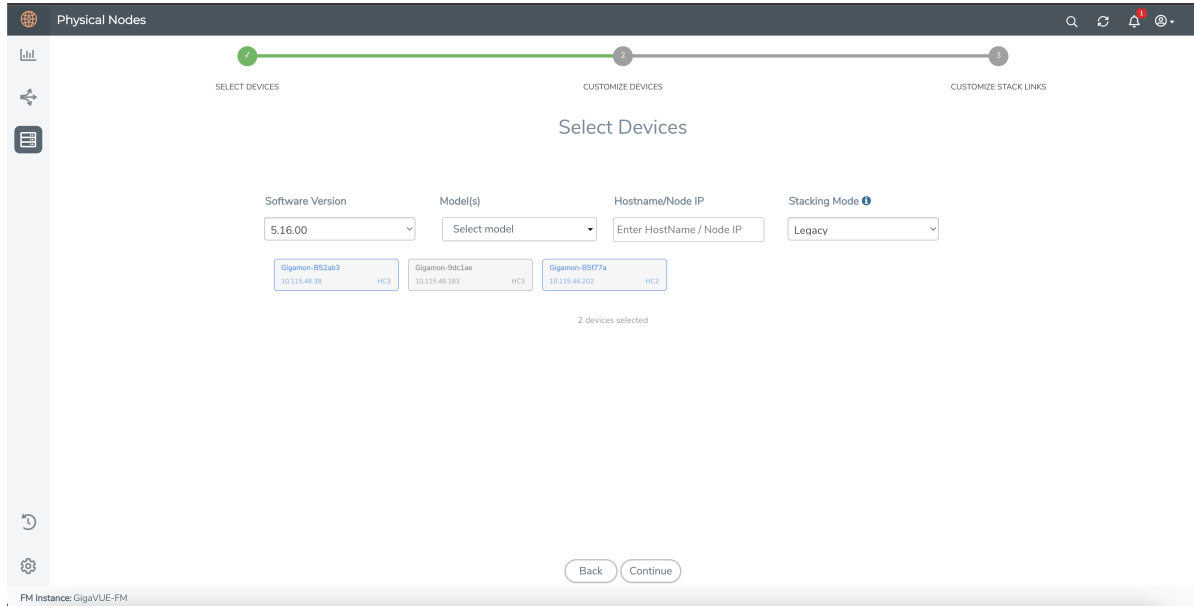 Physical Nodes
1
✓
2
3
SELECT DEVICES
CUSTOMIZE DEVICES
CUSTOMIZE STACK LINKS
Select Devices
Software Version
Model(s)
Hostname/Node IP
Stacking Mode
5.16.00
Select model
Enter HostName / Node IP
Legacy
Gigamon-B52ab3
10.115.46.38 HC3
Gigamon-9dc1ae
10.115.46.183 HC3
Gigamon-B5f77a
10.115.46.202 HC2
2 devices selected
Back
Continue
FM Instance: GigaVUE-FM